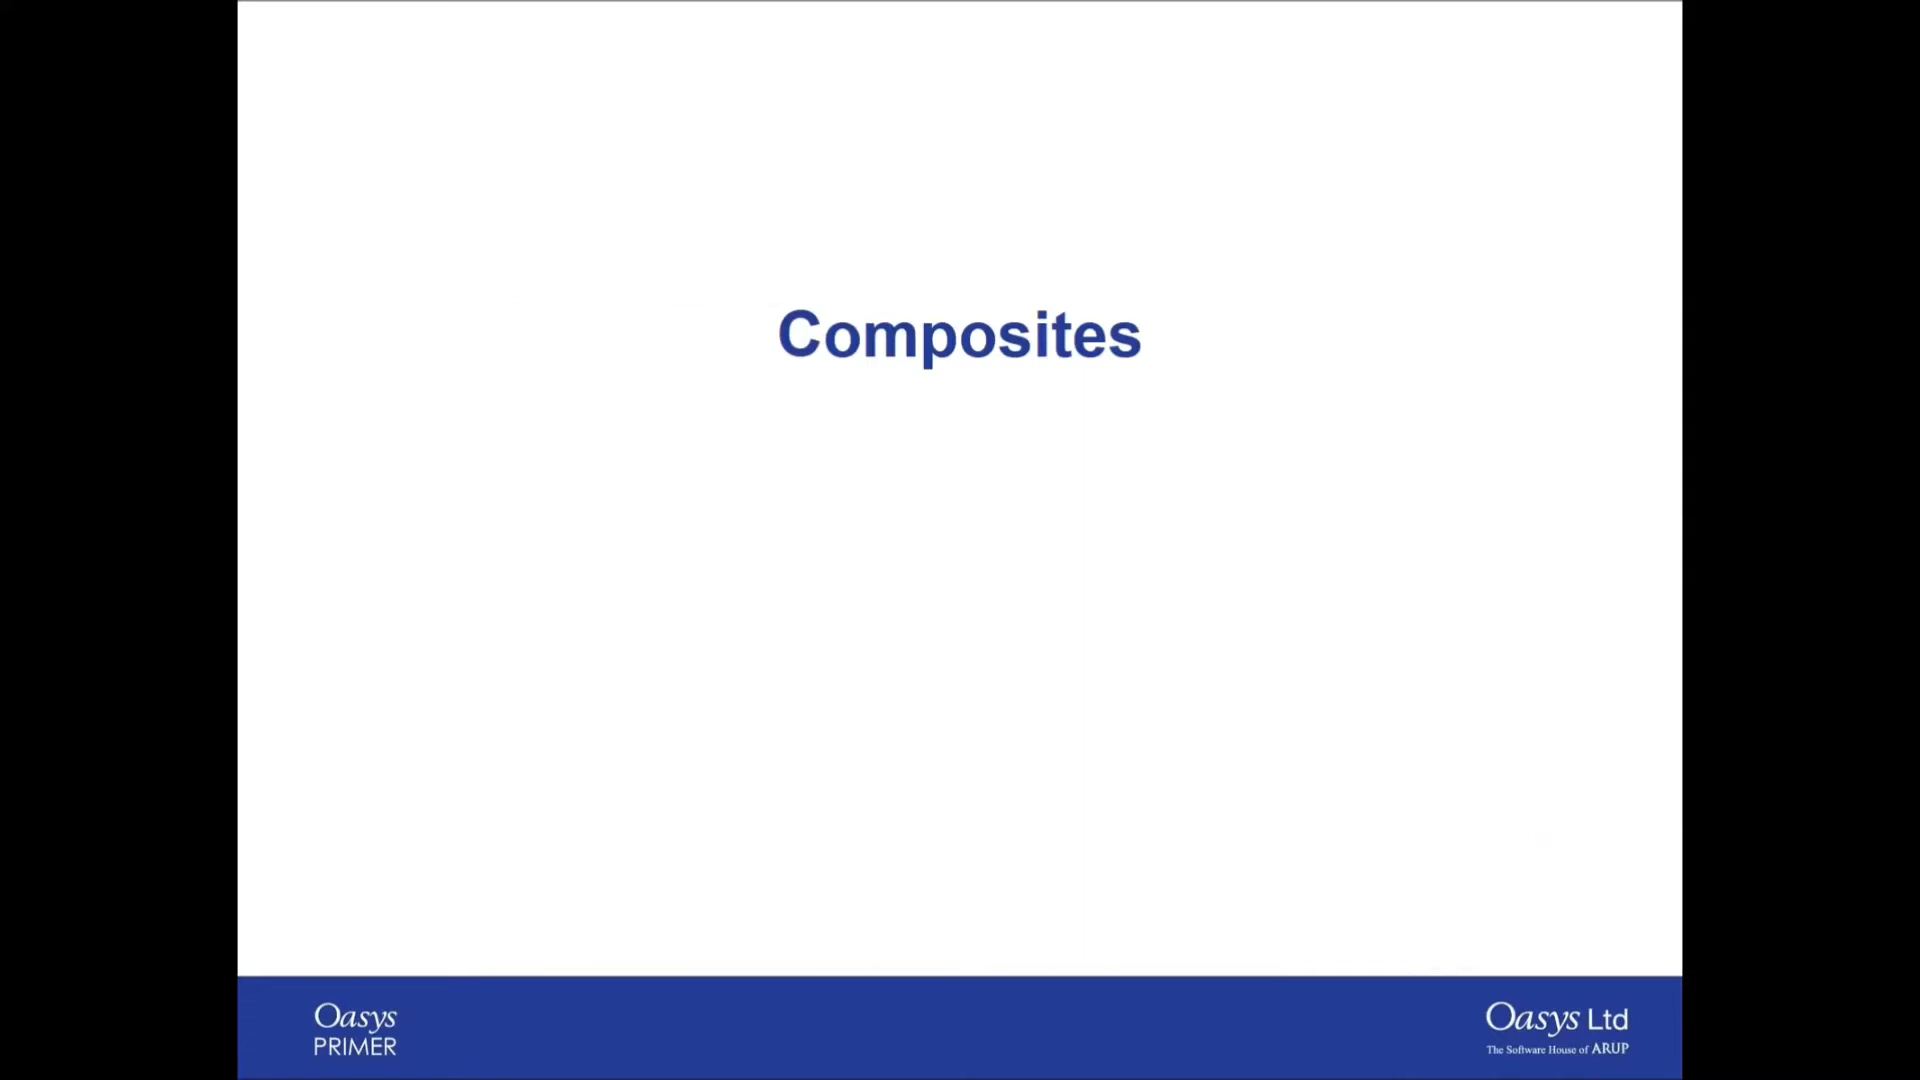 Composites
Oasys
PRIMER
Oasys Ltd
The Software House of ARUP